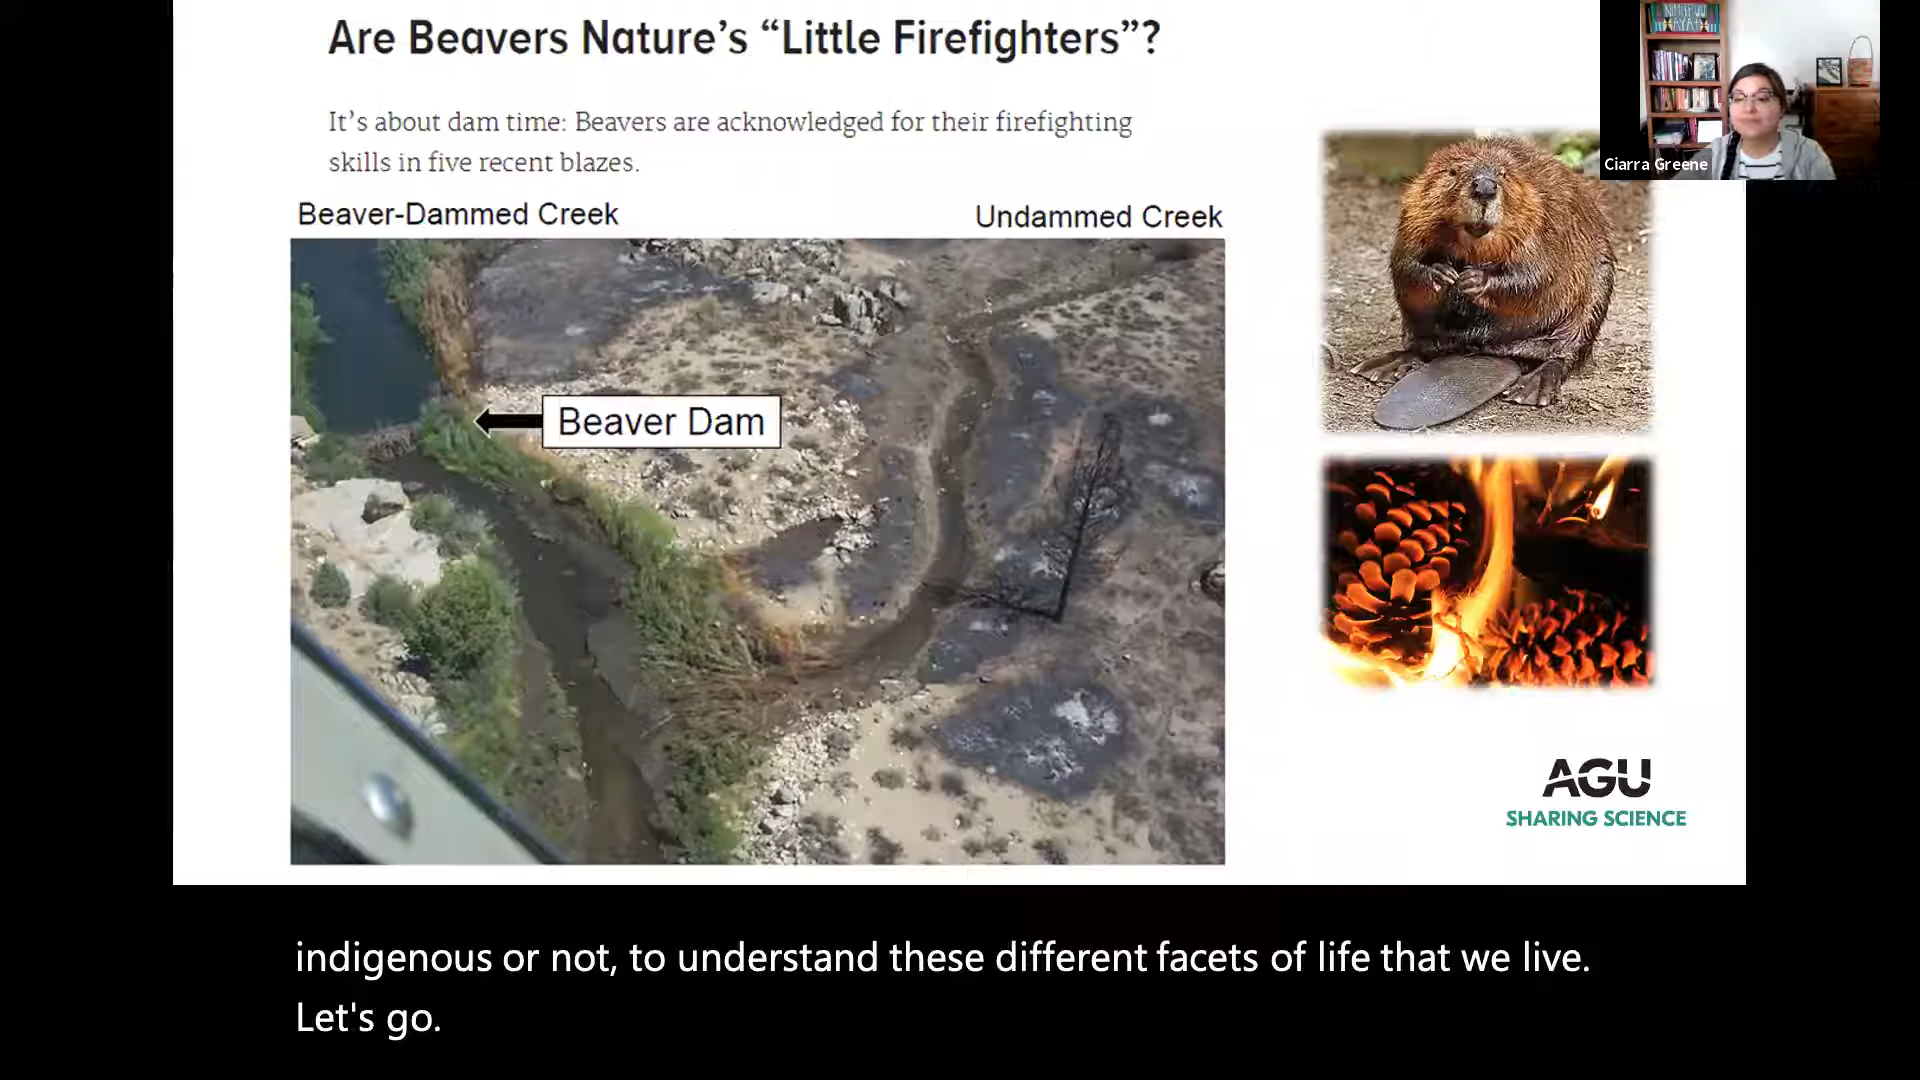 Are Beavers Nature’s “Little Firefighters”?
It’s about dam time: Beavers are acknowledged for their firefighting
skills in five recent blazes.
Beaver-Dammed Creek
Undammed Creek
Beaver Dam
NIMIIPUU
AYAT
Ciarra Greene
AGU
SHARING SCIENCE
indigenous or not, to understand these different facets of life that we live.
Let's go.